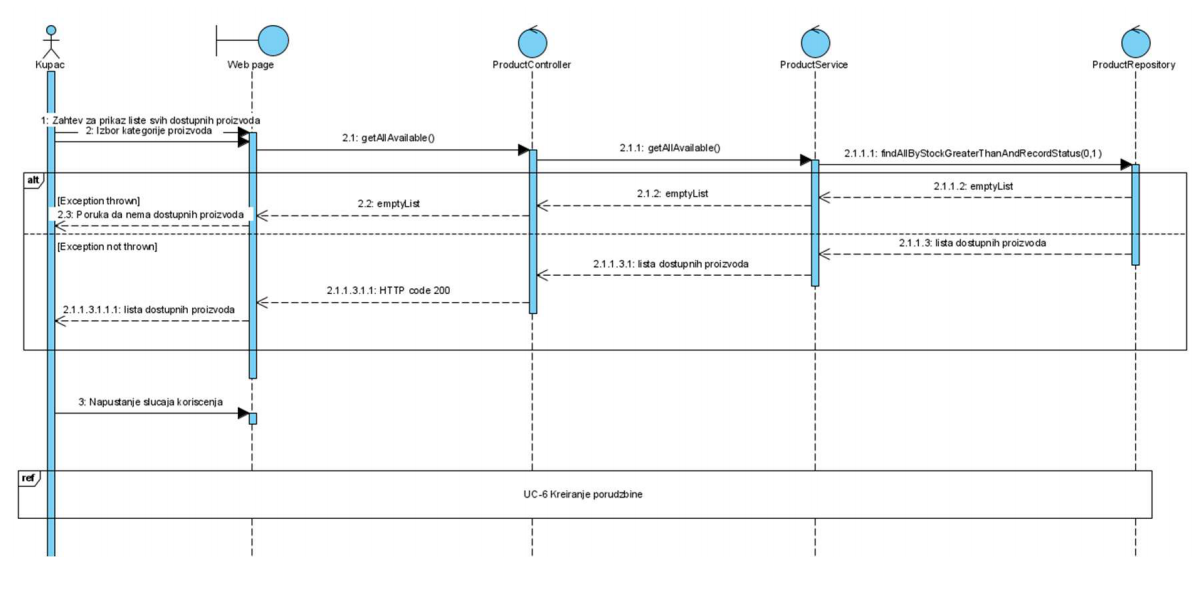 Kupac
Web page
ProductController
ProductService
ProductRepository
1: Zahtev za prikaz liste svih dostupnih proizvoda
2: Izbor kategorije proizvoda
2.1: getAllAvailable()
2.1.1: getAllAvailable()
2.1.1.1: findAllByStockGreaterThanAndRecordStatus(0,1)
alt
[Exception thrown]
2.1.1.2: emptyList
2.1.2: emptyList
2.2: emptyList
2.3: Poruka da nema dostupnih proizvoda
[Exception not thrown]
2.1.1.3: lista dostupnih proizvoda
2.1.1.3.1: lista dostupnih proizvoda
2.1.1.3.1.1: HTTP code 200
2.1.1.3.1.1.1: lista dostupnih proizvoda
3: Napustanje slucaja koriscenja
ref
UC-6 Kreiranje porudzbine